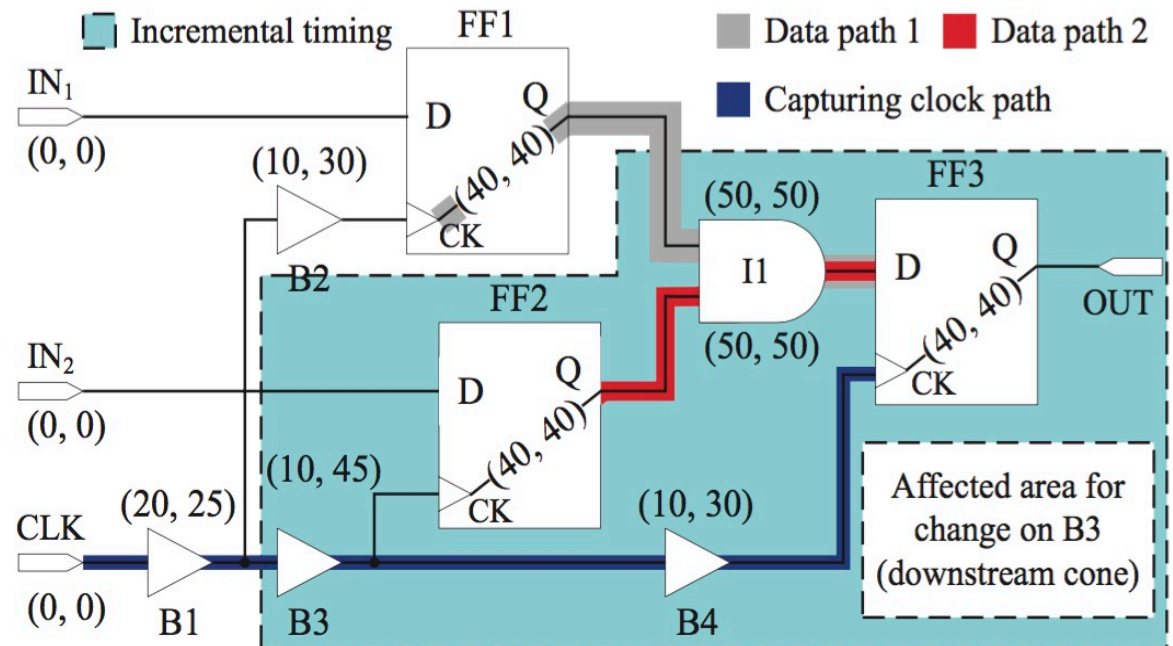 Incremental timing
FF1
Data path 1
Data path 2
Capturing clock path
IN₁
(0, 0)
D
Q
(40, 40)
CK
(10, 30)
B2
(50, 50)
I1
(50, 50)
FF3
D
Q
(40, 40)
CK
OUT
FF2
IN₂
(0, 0)
D
Q
(40, 40)
CK
(10, 45)
(20, 25)
CLK
(0, 0)
B1
B3
(10, 30)
B4
Affected area for
change on B3
(downstream cone)